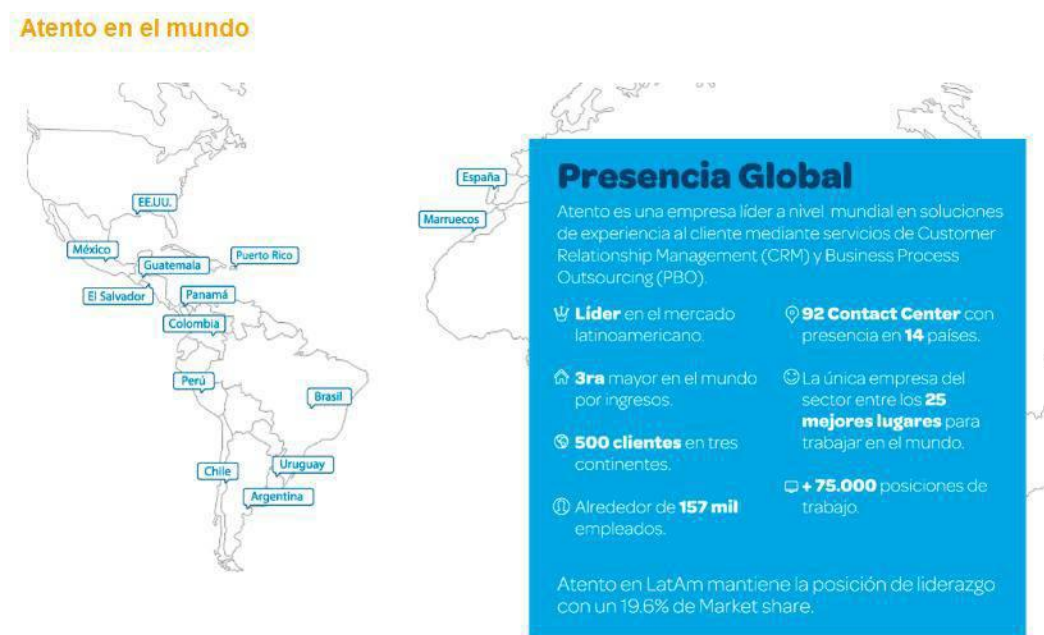 Atento en el mundo
EE.UU.
México
Guatemala
Puerto Rico
El Salvador
Panamá
Colombia
Perú
Brasil
Chile
Uruguay
Argentina
España
Marruecos
Presencia Global
Atento es una empresa líder a nivel mundial en soluciones
de experiencia al cliente mediante servicios de Customer
Relationship Management (CRM) y Business Process
Outsourcing (PBO).
Líder en el mercado
latinoamericano.
3ra mayor en el mundo
por ingresos.
500 clientes en tres
continentes.
Alrededor de 157 mil
empleados.
92 Contact Center con
presencia en 14 países.
La única empresa del
sector entre los 25
mejores lugares para
trabajar en el mundo.
+ 75.000 posiciones de
trabajo.
Atento en LatAm mantiene la posición de liderazgo
con un 19.6% de Market share.